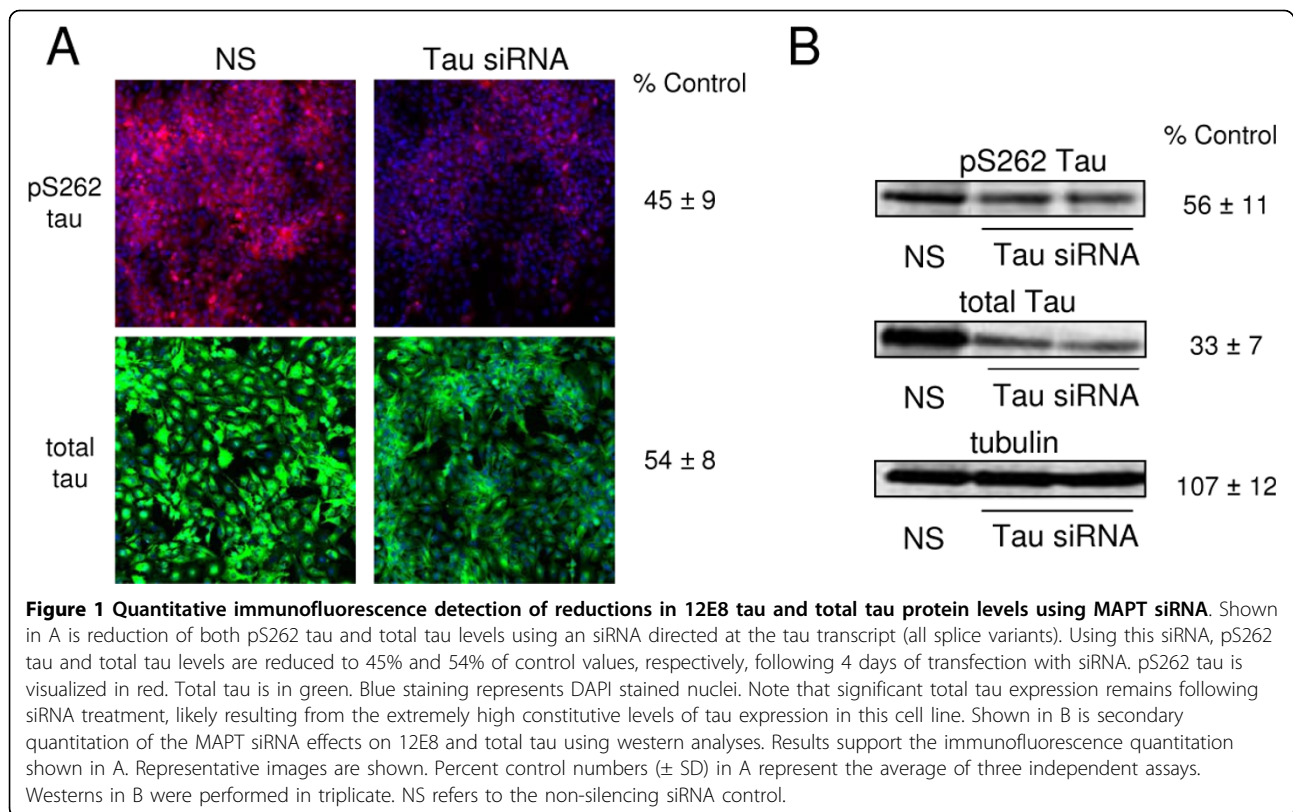 A
B
NS
Tau siRNA
% Control
pS262
tau
45 ± 9
total
tau
54 ± 8
% Control
pS262 Tau
56 ± 11
NS
Tau siRNA
total Tau
33 ± 7
NS
Tau siRNA
tubulin
107 ± 12
NS
Tau siRNA
Figure 1 Quantitative immunofluorescence detection of reductions in 12E8 tau and total tau protein levels using MAPT siRNA. Shown
in A is reduction of both pS262 tau and total tau levels using an siRNA directed at the tau transcript (all splice variants). Using this siRNA, pS262
tau and total tau levels are reduced to 45% and 54% of control values, respectively, following 4 days of transfection with siRNA. pS262 tau is
visualized in red. Total tau is in green. Blue staining represents DAPI stained nuclei. Note that significant total tau expression remains following
siRNA treatment, likely resulting from the extremely high constitutive levels of tau expression in this cell line. Shown in B is secondary
quantitation of the MAPT siRNA effects on 12E8 and total tau using western analyses. Results support the immunofluorescence quantitation
shown in A. Representative images are shown. Percent control numbers (± SD) in A represent the average of three independent assays.
Westerns in B were performed in triplicate. NS refers to the non-silencing siRNA control.